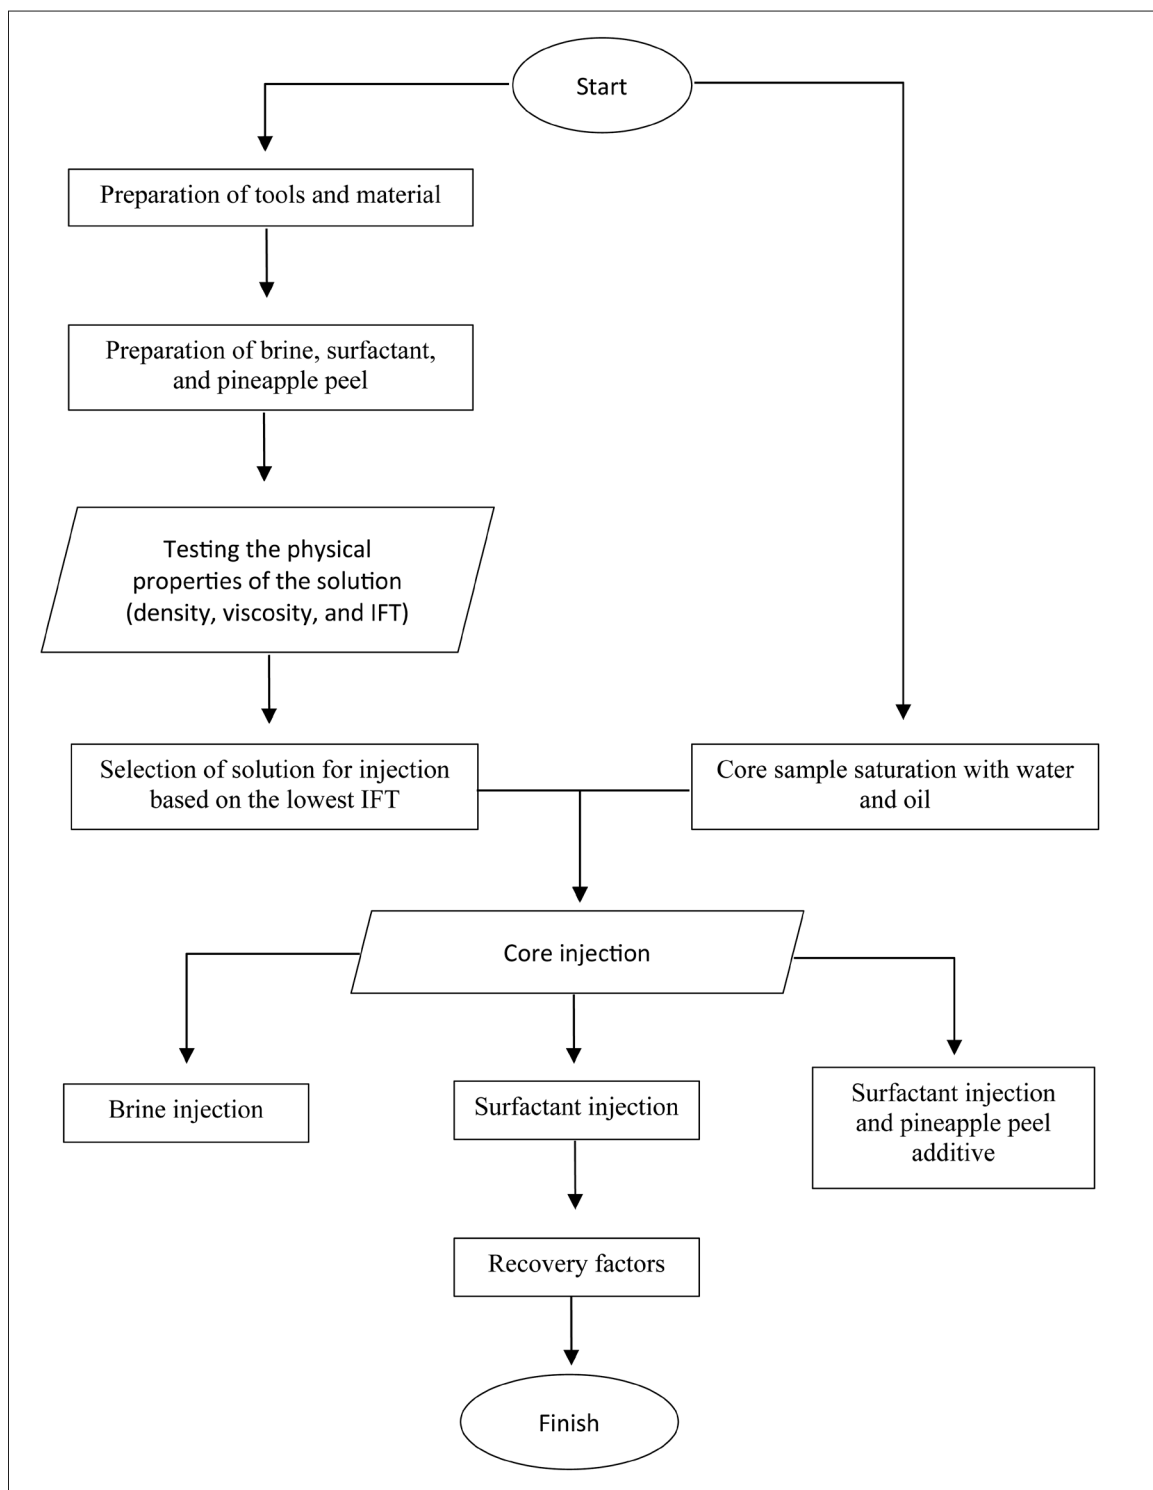 Start
Preparation of tools and material
Preparation of brine, surfactant,
and pineapple peel
Testing the physical
properties of the solution
(density, viscosity, and IFT)
Selection of solution for injection
based on the lowest IFT
Core sample saturation with water
and oil
Core injection
Brine injection
Surfactant injection
Surfactant injection
and pineapple peel
additive
Recovery factors
Finish